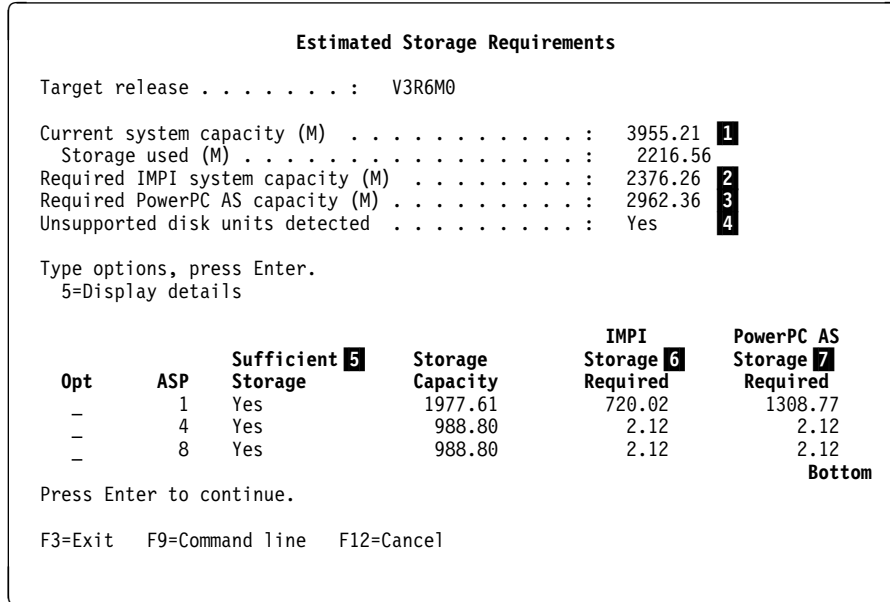 Estimated Storage Requirements
Target release . . . . . . . :   V3R6M0
Current system capacity (M)  . . . . . . . . . . . :   3955.21 1
Storage used (M) . . . . . . . . . . . . . . . . . :   2216.56
Required IMPI system capacity (M)  . . . . . . . . :   2376.26 2
Required PowerPC AS capacity (M) . . . . . . . . . :   2962.36 3
Unsupported disk units detected  . . . . . . . . . :   Yes 4
Type options, press Enter.
5=Display details
IMPI PowerPC AS
Sufficient 5 Storage Storage 6 Storage 7
Opt ASP Storage Capacity Required Required
_ 1 Yes 1977.61 720.02 1308.77
_ 4 Yes 988.80 2.12 2.12
_ 8 Yes 988.80 2.12 2.12
Bottom
Press Enter to continue.
F3=Exit   F9=Command line   F12=Cancel